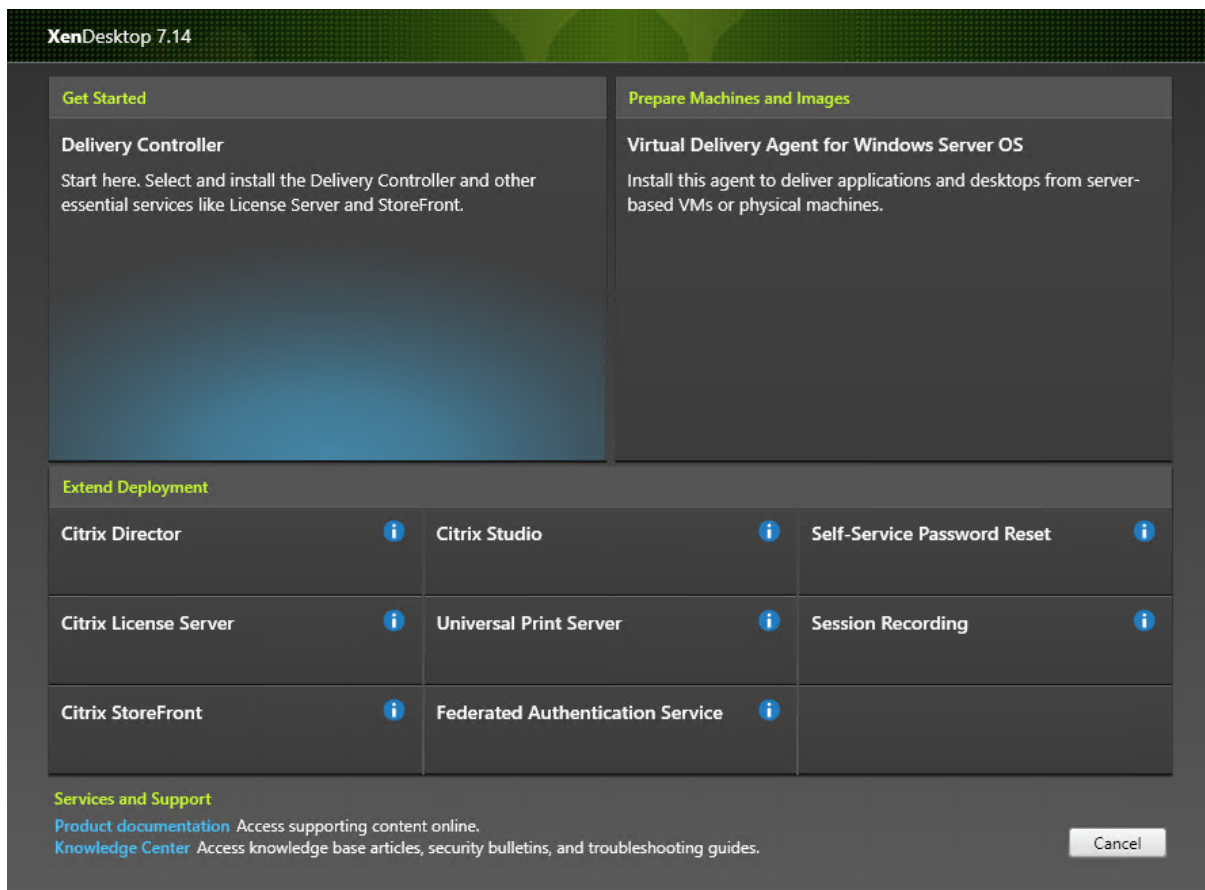 XenDesktop 7.14
Get Started
Delivery Controller
Start here. Select and install the Delivery Controller and other
essential services like License Server and StoreFront.
Prepare Machines and Images
Virtual Delivery Agent for Windows Server OS
Install this agent to deliver applications and desktops from server-
based VMs or physical machines.
Extend Deployment
Citrix Director
Citrix Studio
Self-Service Password Reset
Citrix License Server
Universal Print Server
Session Recording
Citrix StoreFront
Federated Authentication Service
Services and Support
Product documentation Access supporting content online.
Knowledge Center Access knowledge base articles, security bulletins, and troubleshooting guides.
Cancel